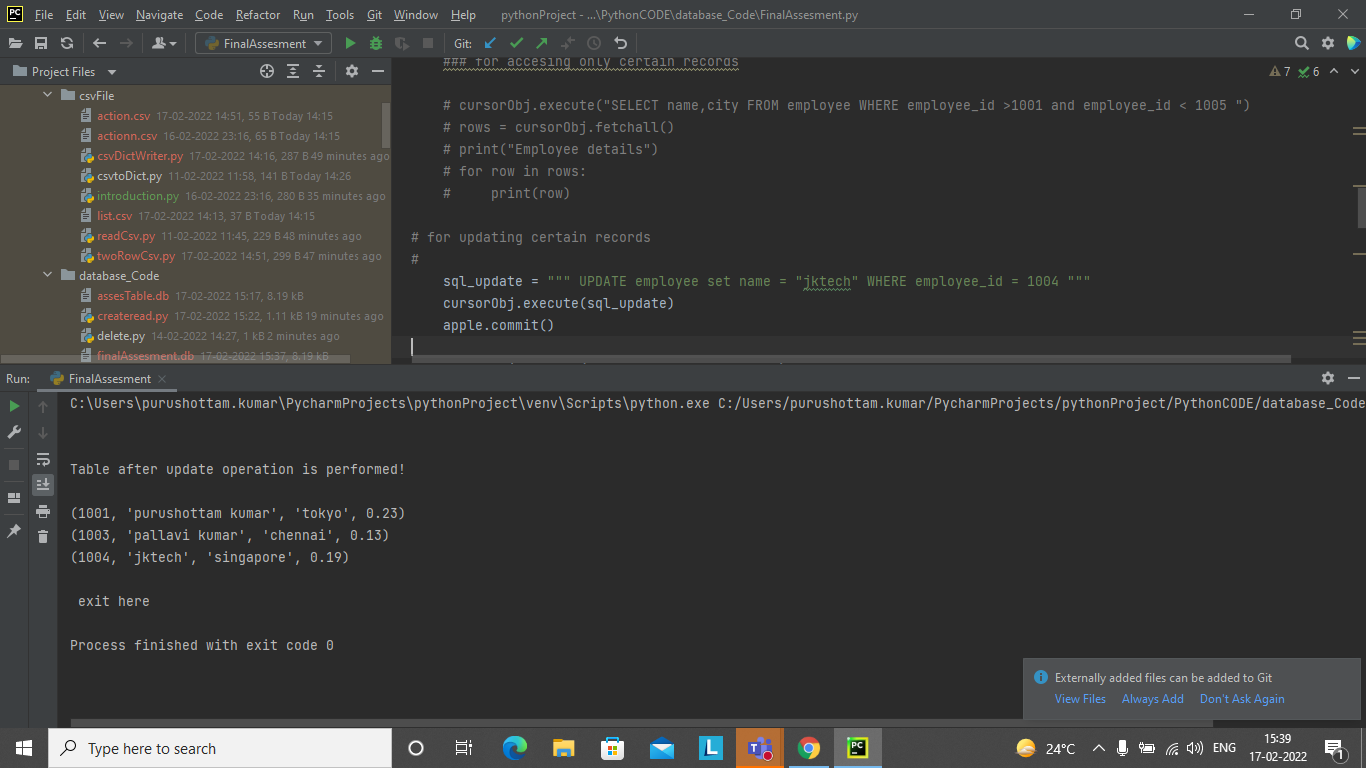 PC File Edit View Navigate Code Refactor Run Tools Git Window Help pythonProject - ...\PythonCODE\database_Code\FinalAssesment.py
FinalAssesment Git:
Project Files
csvFile
action.csv 17-02-2022 14:51, 55 B Today 14:15
actionn.csv 16-02-2022 23:16, 65 B Today 14:15
csvDictWriter.py 17-02-2022 14:16, 287 B 49 minutes ago
csvtoDict.py 11-02-2022 11:58, 141 B Today 14:26
introduction.py 16-02-2022 23:16, 280 B 35 minutes ago
list.csv 17-02-2022 14:13, 37 B Today 14:15
readCsv.py 11-02-2022 11:45, 229 B 48 minutes ago
twoRowCsv.py 17-02-2022 14:51, 299 B 47 minutes ago
database_Code
assesTable.db 17-02-2022 15:17, 8.19 kB
createread.py 17-02-2022 15:22, 1.11 kB 19 minutes ago
delete.py 14-02-2022 14:27, 1 kB 2 minutes ago
finalAssesment.db 17-02-2022 15:37, 8.19 kB
### for accesing only certain records
7 6
# cursorObj.execute("SELECT name,city FROM employee WHERE employee_id >1001 and employee_id < 1005 ")
# rows = cursorObj.fetchall()
# print("Employee details")
# for row in rows:
#     print(row)
# for updating certain records
#
sql_update = """ UPDATE employee set name = "jktech" WHERE employee_id = 1004 """
cursorObj.execute(sql_update)
apple.commit()
Run: FinalAssesment
C:\Users\purushottam.kumar\PycharmProjects\pythonProject\venv\Scripts\python.exe C:/Users/purushottam.kumar/PycharmProjects/pythonProject/PythonCODE/database_Code
Table after update operation is performed!
(1001, 'purushottam kumar', 'tokyo', 0.23)
(1003, 'pallavi kumar', 'chennai', 0.13)
(1004, 'jktech', 'singapore', 0.19)
exit here
Process finished with exit code 0
Externally added files can be added to Git
View Files Always Add Don't Ask Again
Type here to search
L
PC
24°C
ENG
15:39
17-02-2022
1